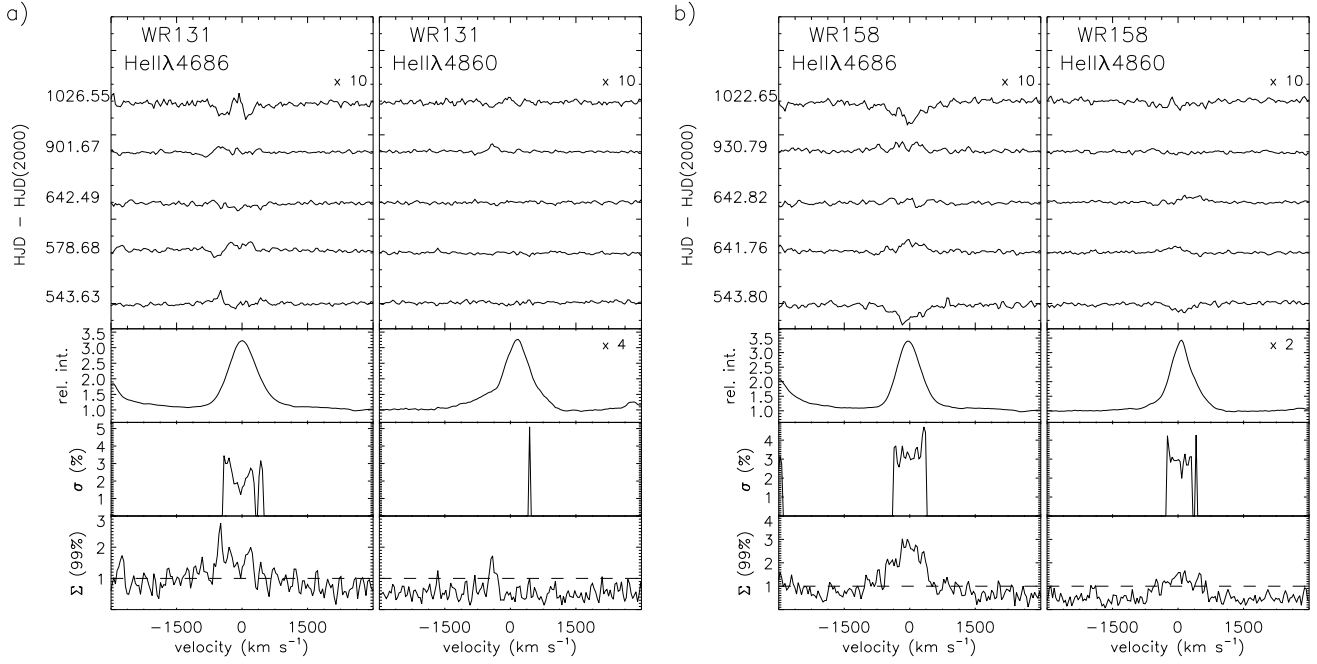 a)
WR131
HeIIλ4686
x 10
WR131
HeIIλ4860
x 10
HJD - HJD(2000)
1026.55
901.67
642.49
578.68
543.63
rel. int.
3.5
3.0
2.5
2.0
1.5
1.0
x 4
σ (%)
5
4
3
2
1
Σ (99%)
3
2
1
-1500 0 1500
-1500 0 1500
velocity (km s⁻¹)
velocity (km s⁻¹)
b)
WR158
HeIIλ4686
x 10
WR158
HeIIλ4860
x 10
HJD - HJD(2000)
1022.65
930.79
642.82
641.76
543.80
rel. int.
3.5
3.0
2.5
2.0
1.5
1.0
x 2
σ (%)
4
3
2
1
Σ (99%)
4
3
2
1
-1500 0 1500
-1500 0 1500
velocity (km s⁻¹)
velocity (km s⁻¹)